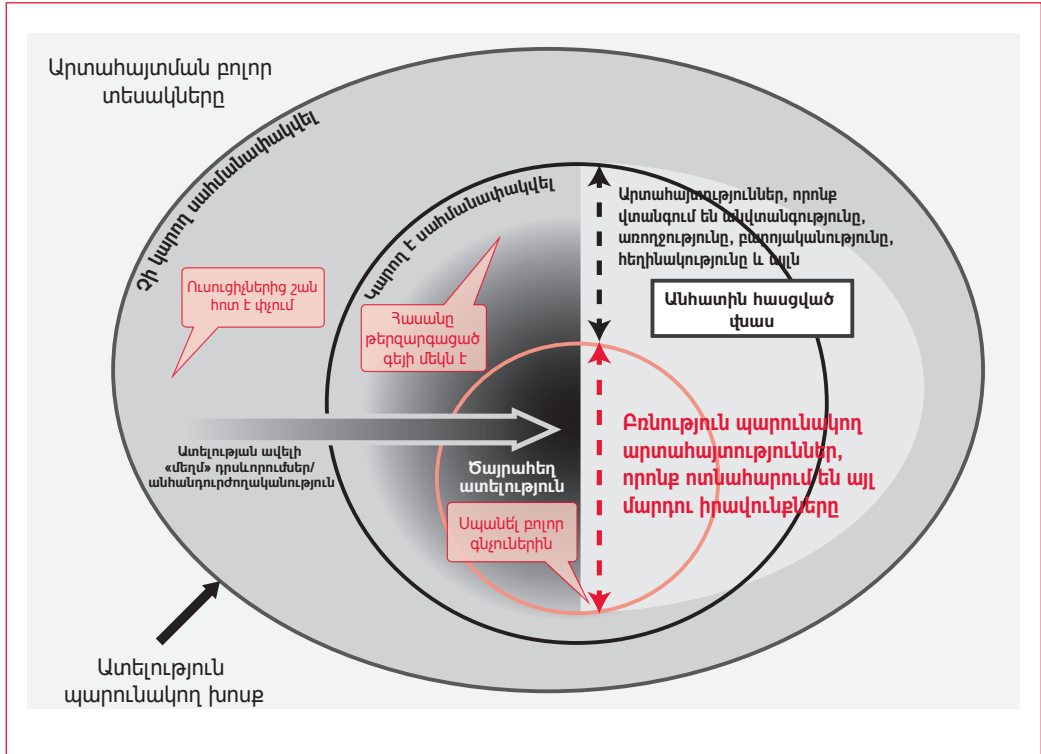 Արտահայտման բոլոր
տեսակները
Չի կարող սահմանափակվել
Կարող է սահմանափակվել
Արտահայտություններ, որոնք
վտանգում են անվտանգությունը,
առողջությունը, բարոյականությունը,
հեղինակությունը և այլն
Ուսուցիչներից շան
հոտ է փչում
Հասանը
թերզարգացած
գեյի մեկն է
Անհատին հասցված
վնաս
Ատելության ավելի
«մեղմ» դրսևորումներ/
անհանդուրժողականություն
Ծայրահեղ
ատելություն
Բռնություն պարունակող
արտահայտություններ,
որոնք ոտնահարում են այլ
մարդու իրավունքները
Սպանե՛լ բոլոր
գնչուներին
Ատելություն
պարունակող խոսք